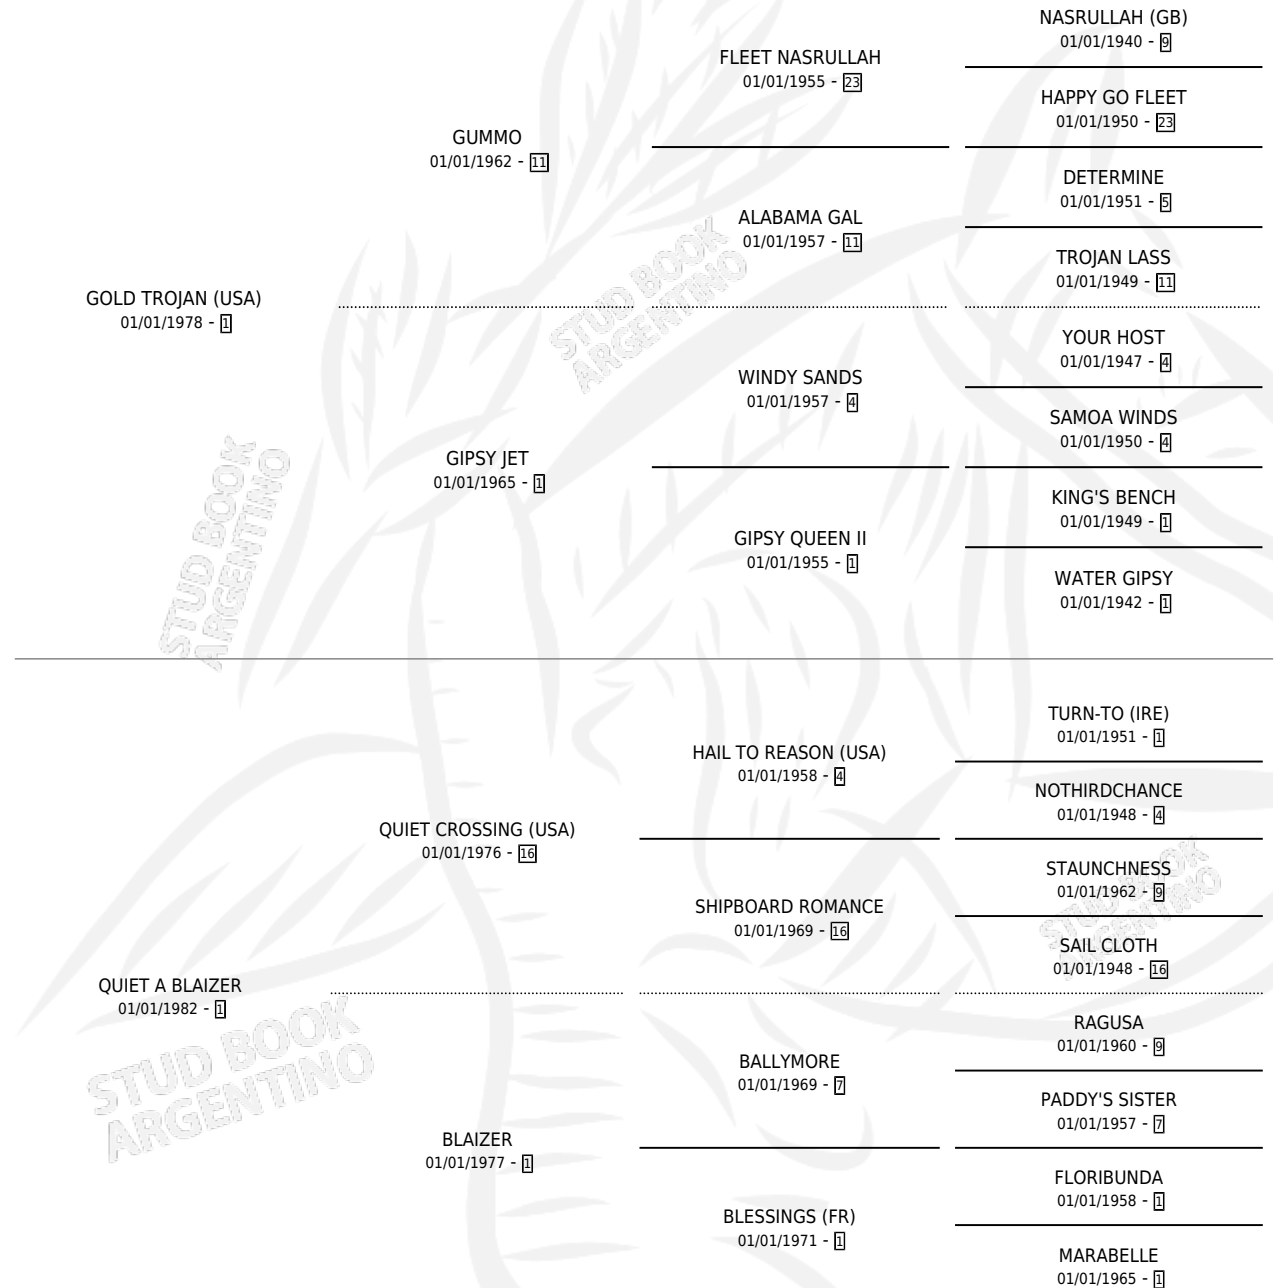 NASRULLAH (GB)
01/01/1940 - 9
FLEET NASRULLAH
01/01/1955 - 23
HAPPY GO FLEET
01/01/1950 - 23
GUMMO
01/01/1962 - 11
DETERMINE
01/01/1951 - 5
ALABAMA GAL
01/01/1957 - 11
TROJAN LASS
01/01/1949 - 11
GOLD TROJAN (USA)
01/01/1978 - 1
YOUR HOST
01/01/1947 - 4
WINDY SANDS
01/01/1957 - 4
SAMOA WINDS
01/01/1950 - 4
GIPSY JET
01/01/1965 - 1
KING'S BENCH
01/01/1949 - 1
GIPSY QUEEN II
01/01/1955 - 1
WATER GIPSY
01/01/1942 - 1
STUD BOOK
ARGENTINO
STUD BOOK
ARGENTINO
TURN-TO (IRE)
01/01/1951 - 1
HAIL TO REASON (USA)
01/01/1958 - 4
NOTHIRDCHANCE
01/01/1948 - 4
QUIET CROSSING (USA)
01/01/1976 - 16
STAUNCHNESS
01/01/1962 - 9
SHIPBOARD ROMANCE
01/01/1969 - 16
SAIL CLOTH
01/01/1948 - 16
STUD BOOK
ARGENTINO
QUIET A BLAIZER
01/01/1982 - 1
RAGUSA
01/01/1960 - 9
BALLYMORE
01/01/1969 - 7
PADDY'S SISTER
01/01/1957 - 7
STUD BOOK
ARGENTINO
BLAIZER
01/01/1977 - 1
FLORIBUNDA
01/01/1958 - 1
BLESSINGS (FR)
01/01/1971 - 1
MARABELLE
01/01/1965 - 1